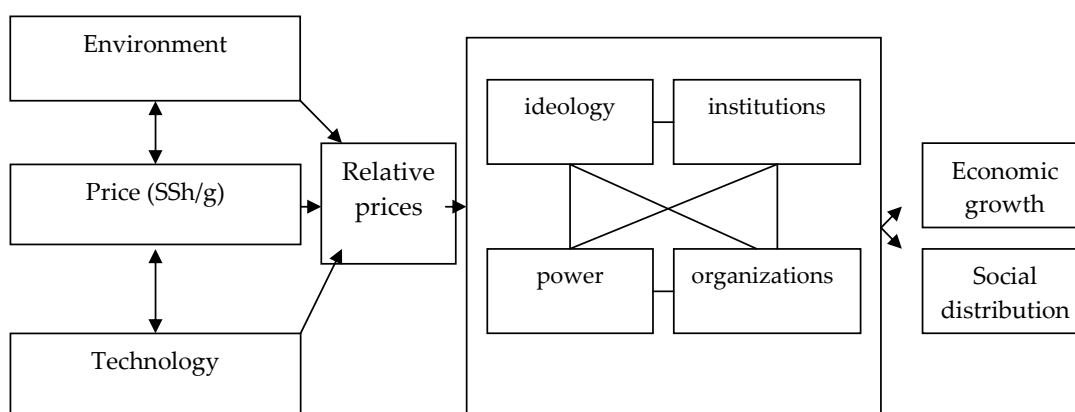 Environment
Price (SSh/g)
Technology
Relative
prices
ideology
institutions
power
organizations
Economic
growth
Social
distribution